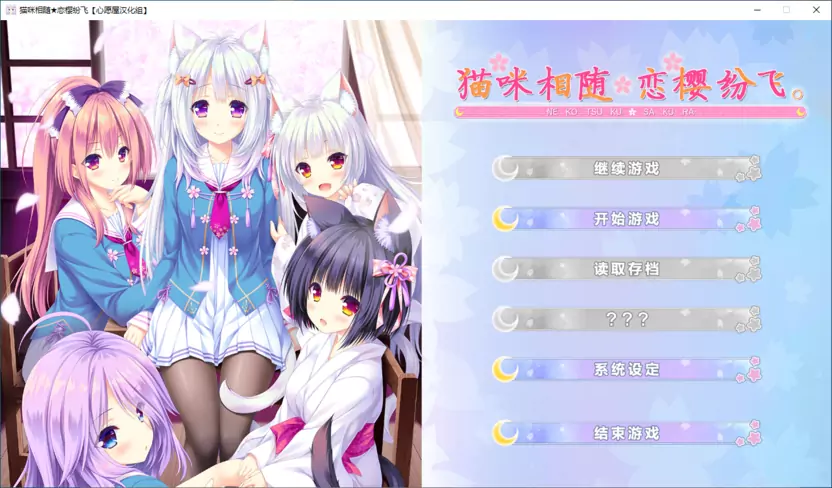 猫咪相随★恋樱纷飞【心愿屋汉化组】
猫咪相随 恋樱纷飞。
NE KO TSU KU ★ SA KU RA
继续游戏
开始游戏
读取存档
？？？
系统设定
结束游戏